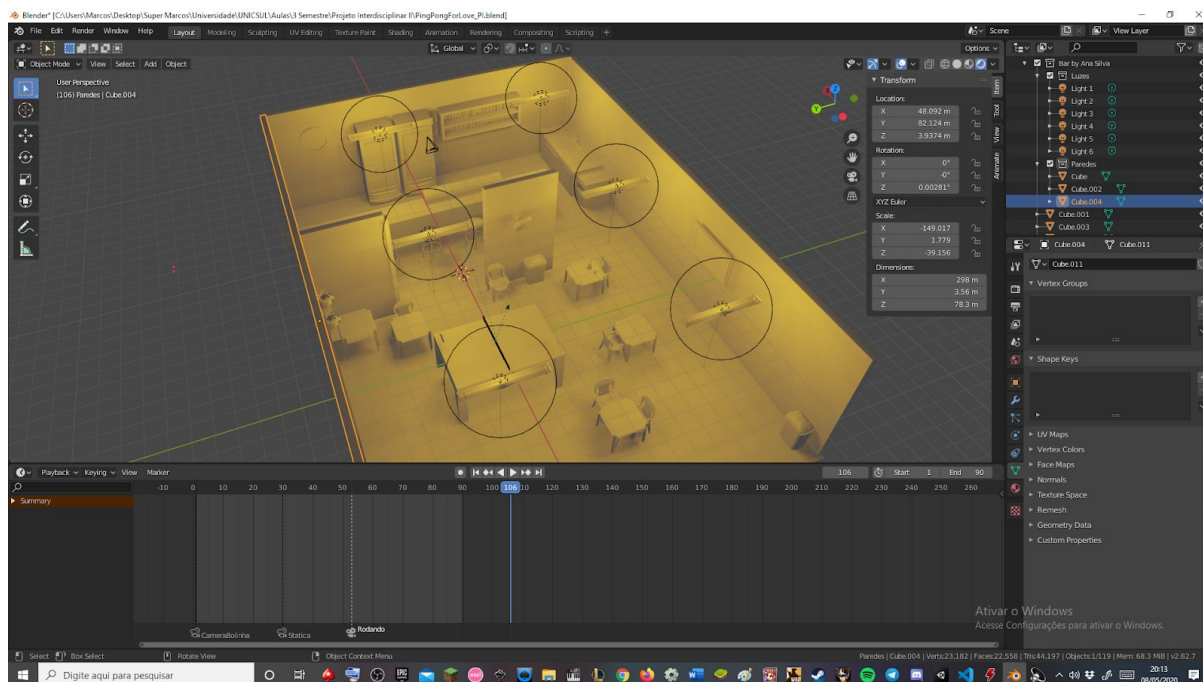 Blender* [C:\Users\Marcos\Desktop\Super Marcos\Universidade\UNICSUL\Aulas\3 Semestre\Projeto Interdisciplinar II\PingPongForLove_PI.blend]
File Edit Render Window Help Layout Modeling Sculpting UV Editing Texture Paint Shading Animation Rendering Compositing Scripting + Scene View Layer
Global Options
Object Mode View Select Add Object
User Perspective
(106) Paredes | Cube.004
Transform
Location:
X 48.092 m
Y 82.124 m
Z 3.9374 m
Rotation:
X 0°
Y -0°
Z 0.00281°
XYZ Euler
Scale:
X -149.017
Y 1.779
Z -39.156
Dimensions:
X 298 m
Y 3.56 m
Z 78.3 m
Item
Tool
View
Animate
Bar by Ana Silva
Luzes
Light 1
Light 2
Light 3
Light 4
Light 5
Light 6
Paredes
Cube
Cube.002
Cube.004
Cube.001
Cube.003
Cube.004 Cube.011
Cube.011
Vertex Groups
Shape Keys
UV Maps
Vertex Colors
Face Maps
Normals
Texture Space
Remesh
Geometry Data
Custom Properties
Playback Keying View Marker 106 Start 1 End 90
-10 0 10 20 30 40 50 60 70 80 90 100 106 110 120 130 140 150 160 170 180 190 200 210 220 230 240 250 260
Summary
CameraBolinha Statica Rodando
Ativar o Windows
Acesse Configurações para ativar o Windows.
Select Box Select Rotate View Object Context Menu Paredes | Cube.004 | Verts:23,182 | Faces:22,558 | Tris:44,197 | Objects:1/119 | Mem: 68.3 MiB | v2.82.7
Digite aqui para pesquisar
20:13
08/05/2020